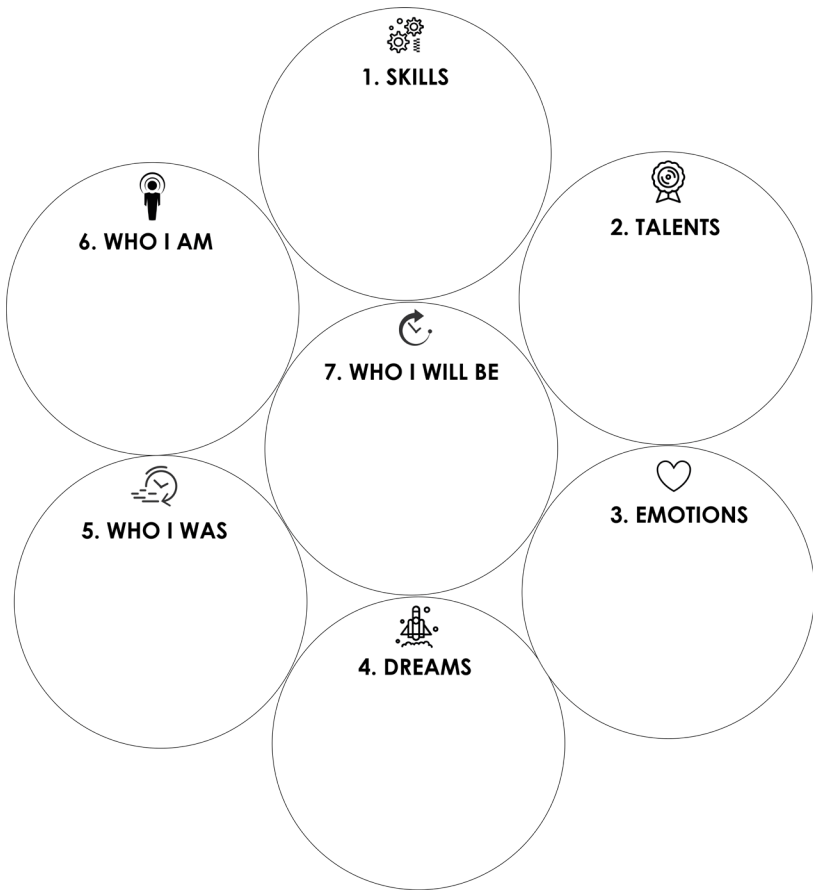 1. SKILLS
2. TALENTS
3. EMOTIONS
4. DREAMS
5. WHO I WAS
6. WHO I AM
7. WHO I WILL BE